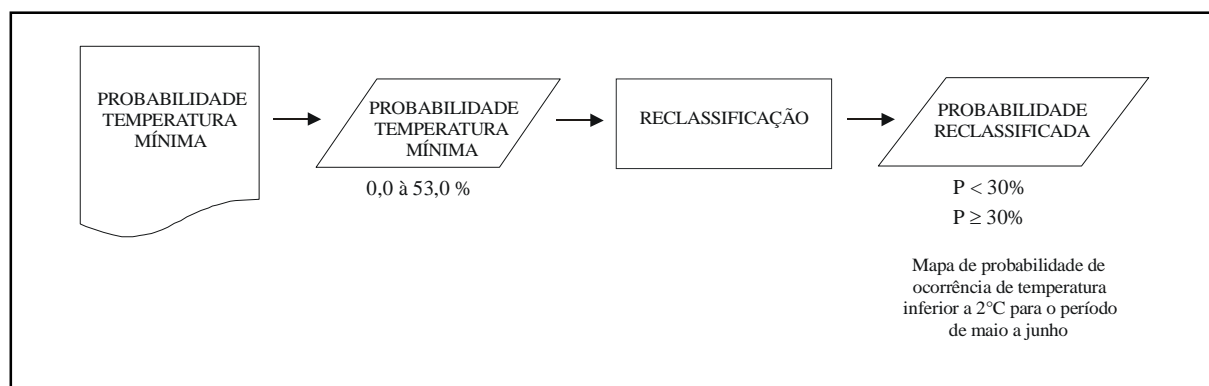 PROBABILIDADE
TEMPERATURA
MÍNIMA
PROBABILIDADE
TEMPERATURA
MÍNIMA
0,0 à 53,0 %
RECLASSIFICAÇÃO
PROBABILIDADE
RECLASSIFICADA
P < 30%
P ≥ 30%
Mapa de probabilidade de
ocorrência de temperatura
inferior a 2°C para o período
de maio a junho